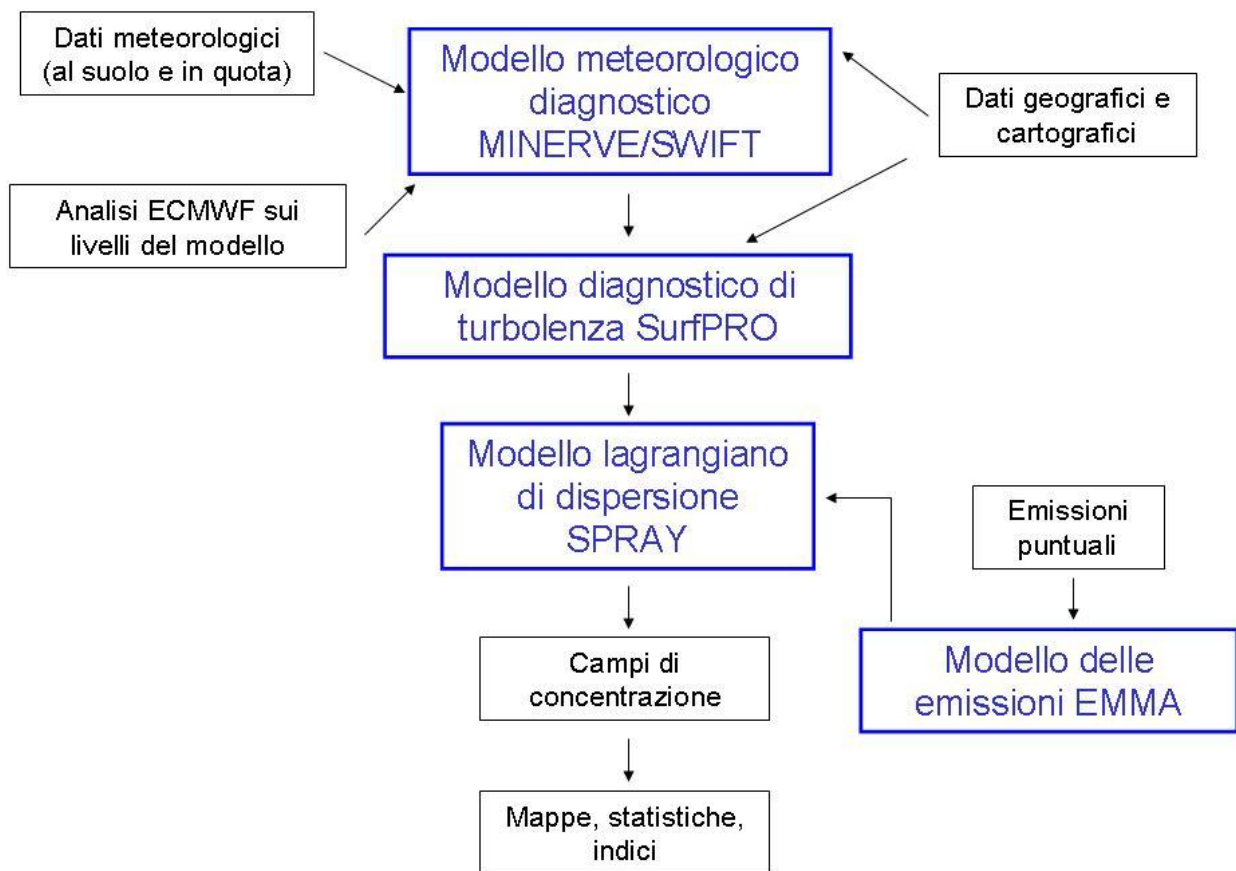 Dati meteorologici
(al suolo e in quota)
Modello meteorologico
diagnostico
MINERVE/SWIFT
Dati geografici e
cartografici
Analisi ECMWF sui
livelli del modello
Modello diagnostico di
turbolenza SurfPRO
Modello lagrangiano
di dispersione
SPRAY
Emissioni
puntuali
Modello delle
emissioni EMMA
Campi di
concentrazione
Mappe, statistiche,
indici